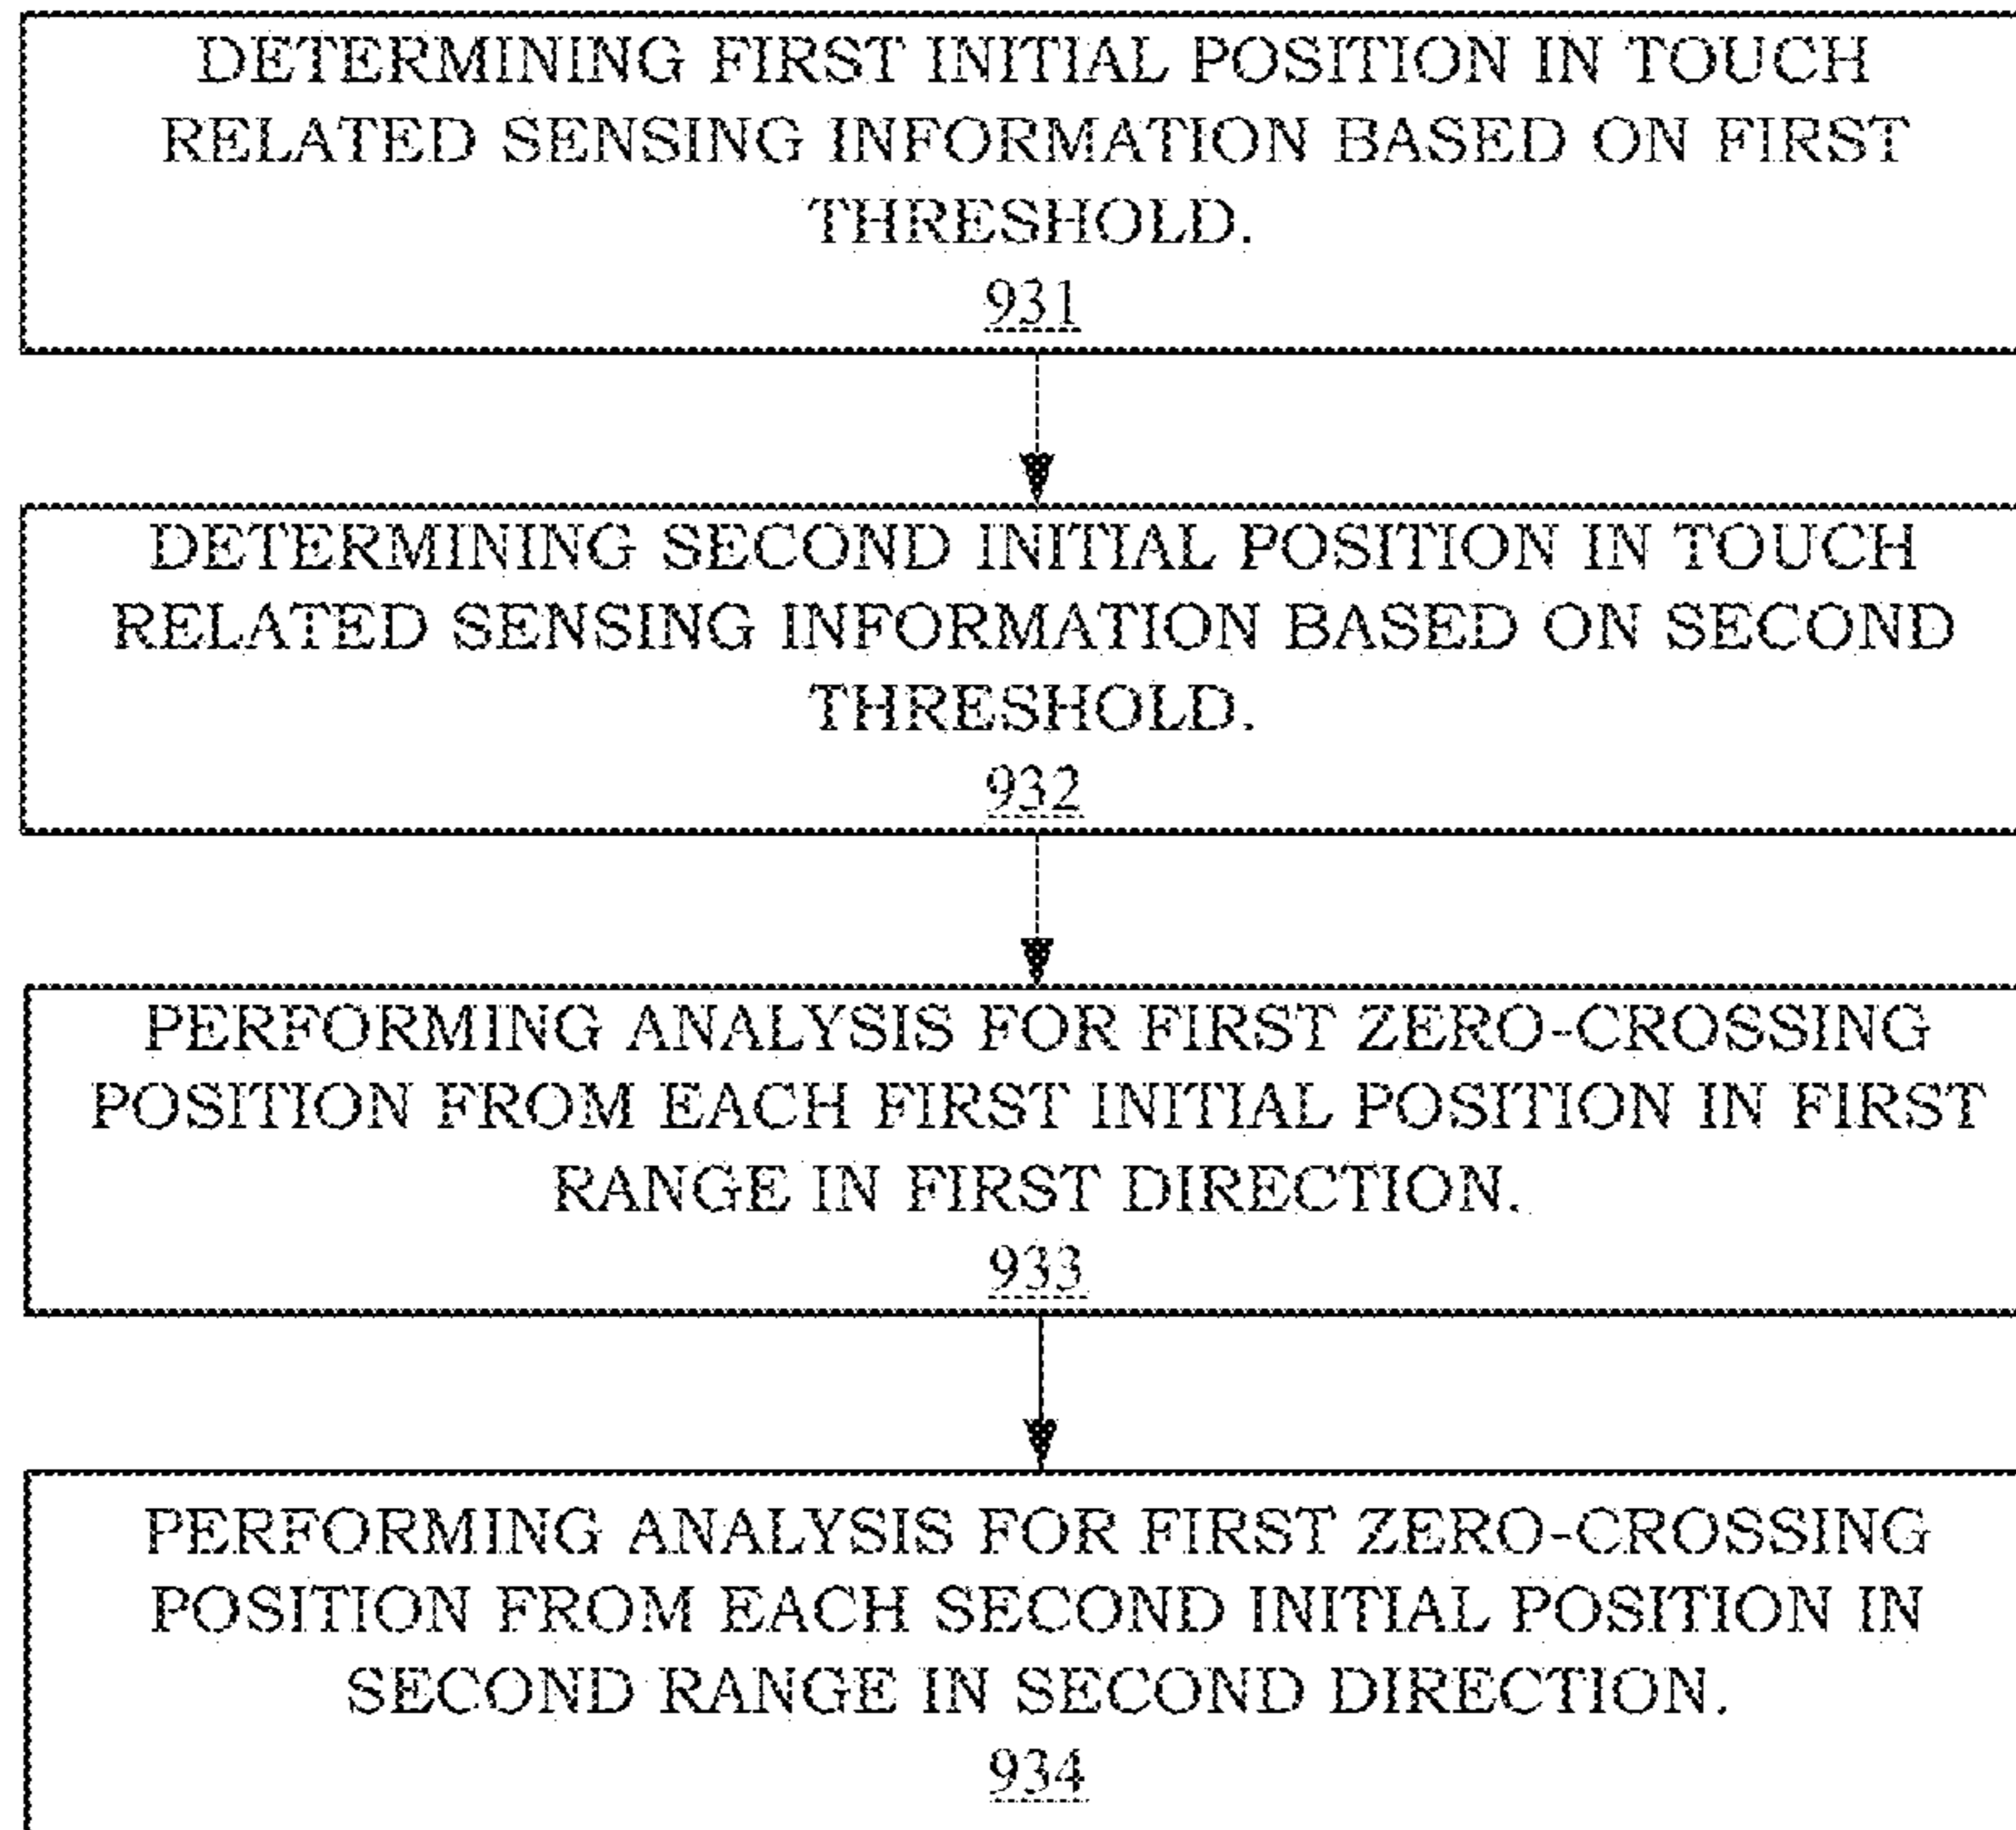 DETERMINING FIRST INITIAL POSITION IN TOUCH
RELATED SENSING INFORMATION BASED ON FIRST
THRESHOLD.
931
DETERMINING SECOND INITIAL POSITION IN TOUCH
RELATED SENSING INFORMATION BASED ON SECOND
THRESHOLD.
932
PERFORMING ANALYSIS FOR FIRST ZERO-CROSSING
POSITION FROM EACH FIRST INITIAL POSITION IN FIRST
RANGE IN FIRST DIRECTION.
933
PERFORMING ANALYSIS FOR FIRST ZERO-CROSSING
POSITION FROM EACH SECOND INITIAL POSITION IN
SECOND RANGE IN SECOND DIRECTION.
934